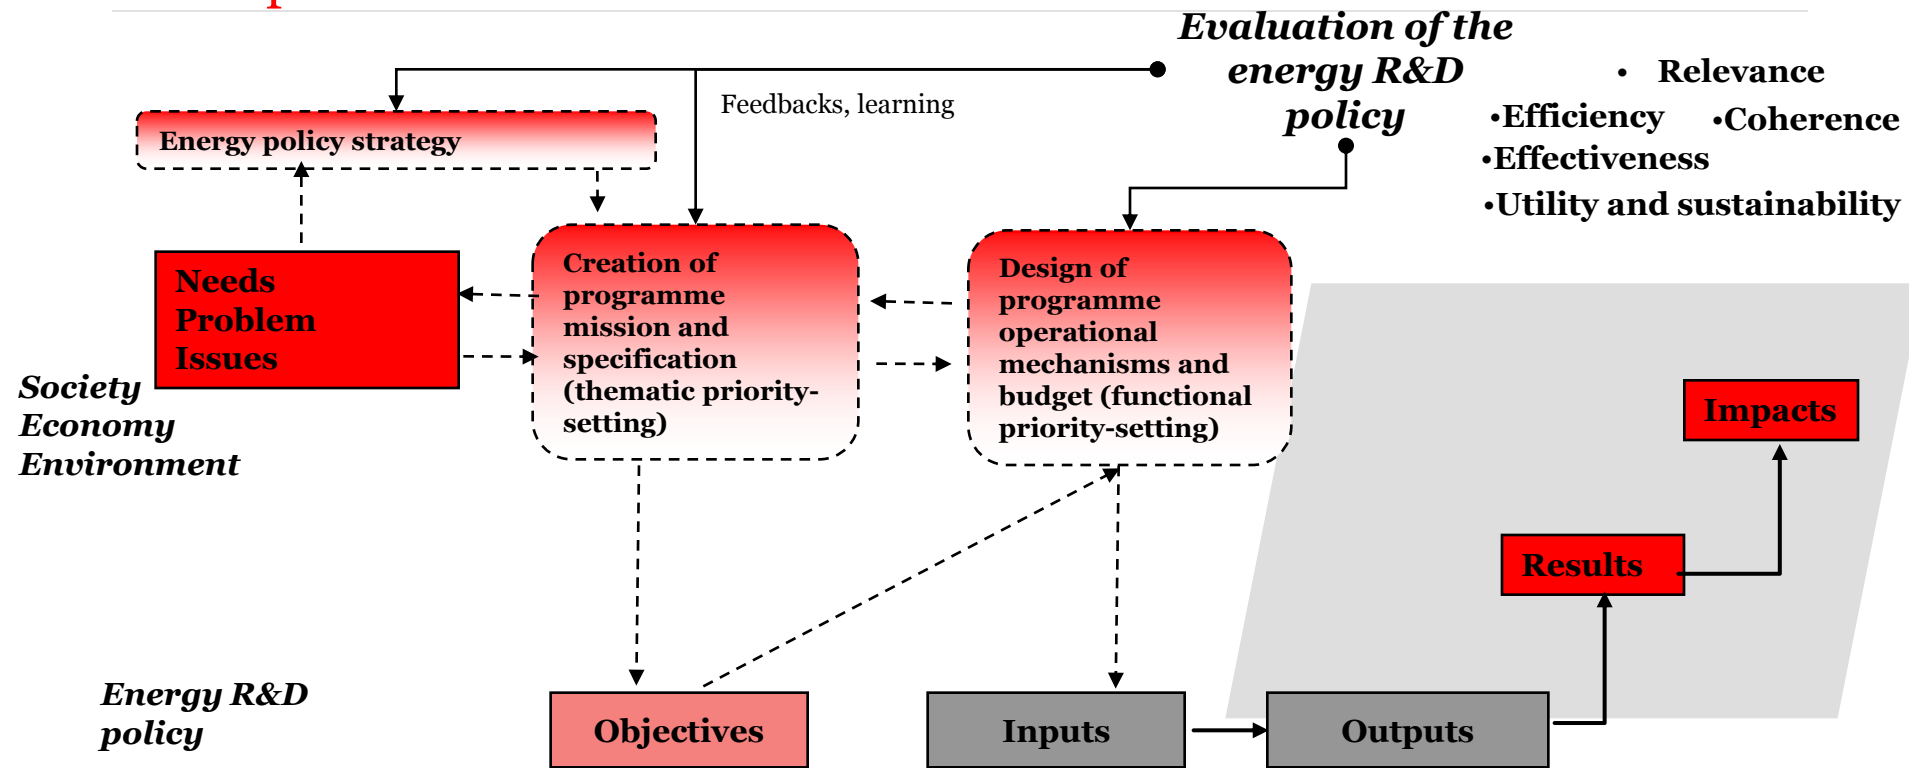 Evaluation of the
energy R&D
policy
• Relevance
•Efficiency •Coherence
•Effectiveness
•Utility and sustainability
Feedbacks, learning
Energy policy strategy
Needs
Problem
Issues
Creation of
programme
mission and
specification
(thematic priority-
setting)
Design of
programme
operational
mechanisms and
budget (functional
priority-setting)
Society
Economy
Environment
Impacts
Results
Energy R&D
policy
Objectives
Inputs
Outputs